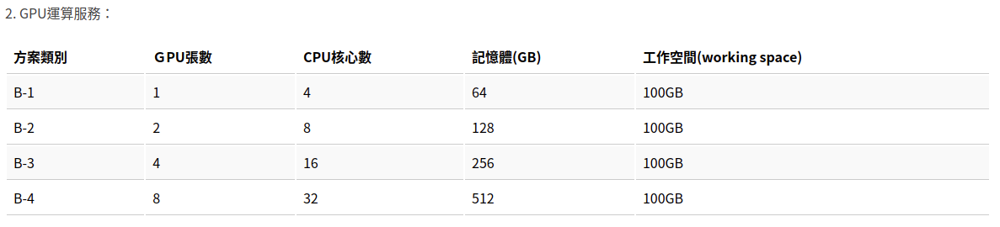 2. GPU運算服務：
方案類別 ＧPU張數 CPU核心數 記憶體(GB) 工作空間(working space)
B-1 1 4 64 100GB
B-2 2 8 128 100GB
B-3 4 16 256 100GB
B-4 8 32 512 100GB